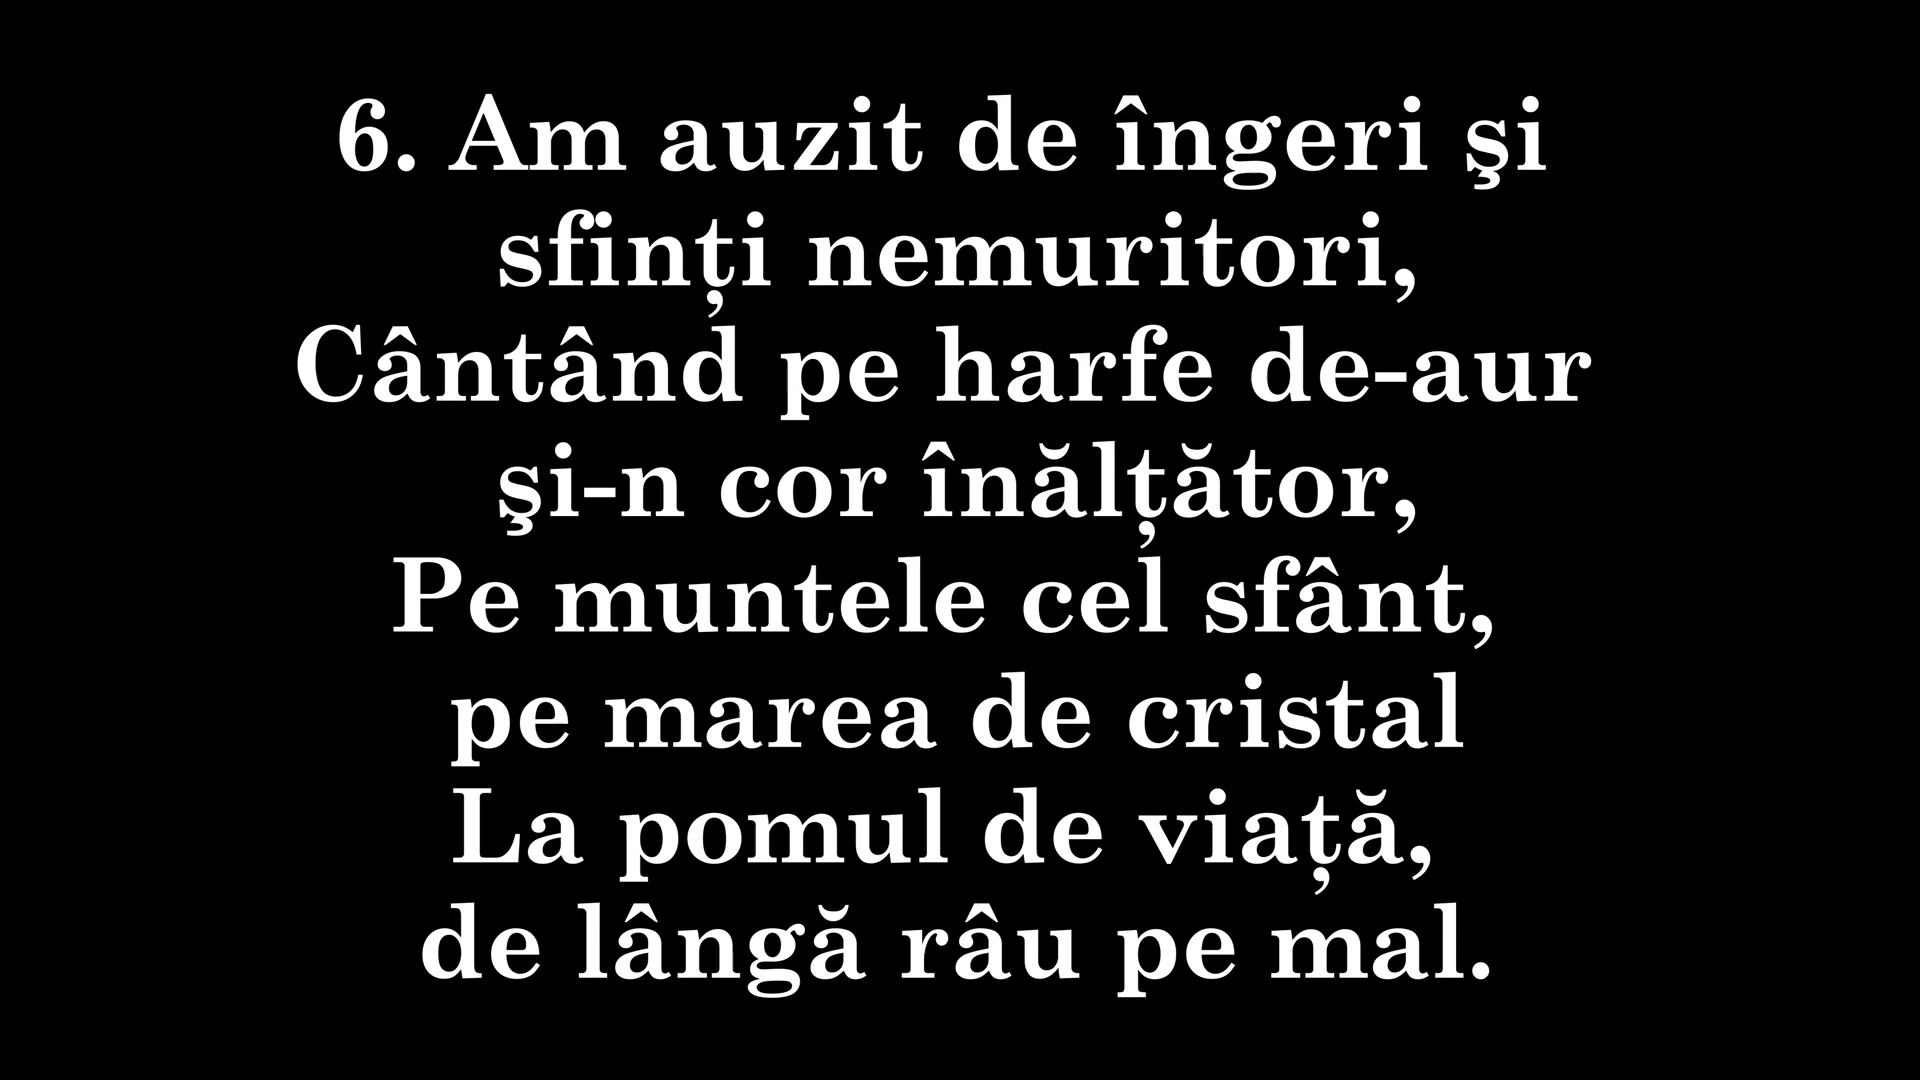 6. Am auzit de îngeri şi
sfinți nemuritori,
Cântând pe harfe de-aur
şi-n cor înălțător,
Pe muntele cel sfânt,
pe marea de cristal
La pomul de viață,
de lângă râu pe mal.